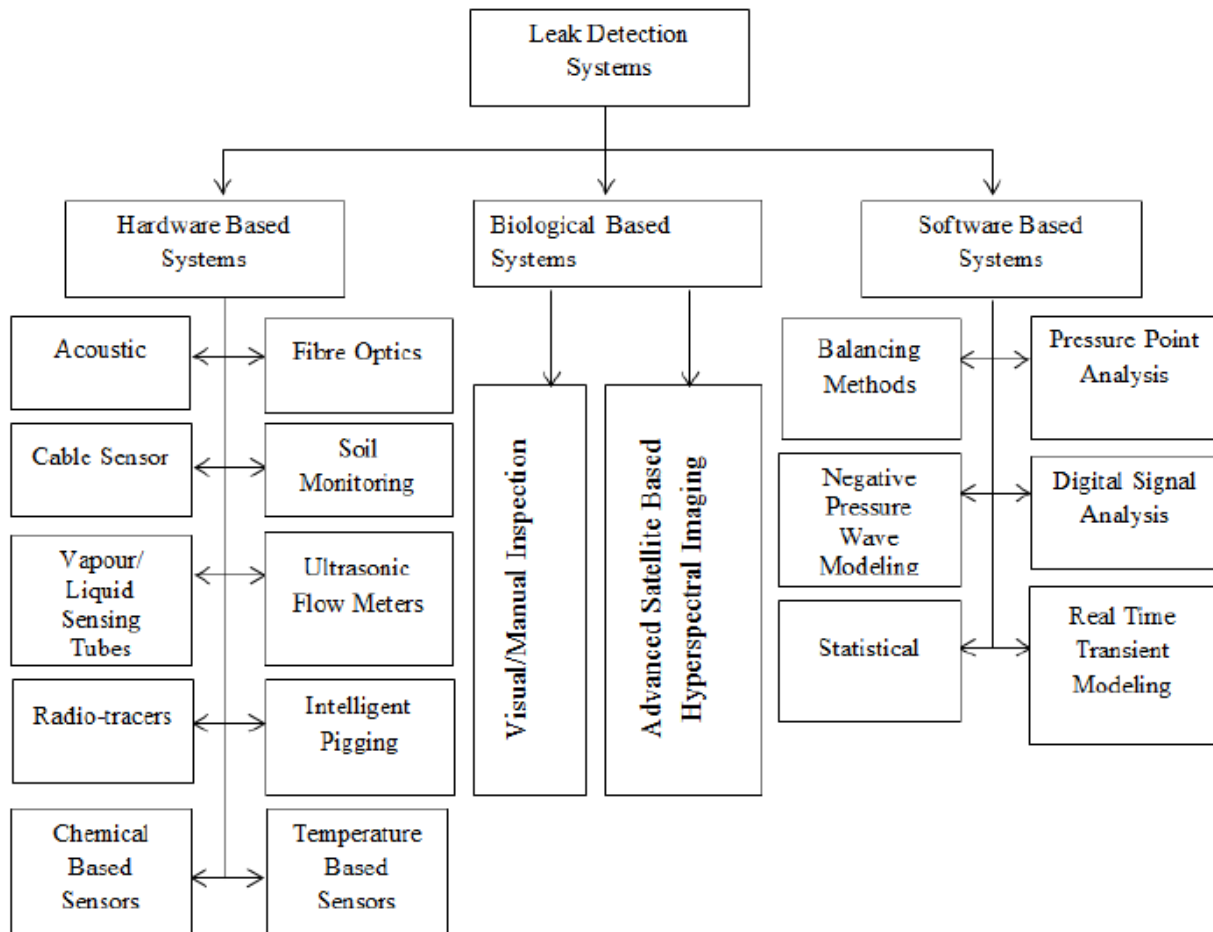 Leak Detection
Systems
Hardware Based
Systems
Biological Based
Systems
Software Based
Systems
Acoustic
Fibre Optics
Cable Sensor
Soil
Monitoring
Vapour/
Liquid
Sensing
Tubes
Ultrasonic
Flow Meters
Radio-tracers
Intelligent
Pigging
Chemical
Based
Sensors
Temperature
Based
Sensors
Visual/Manual Inspection
Advanced Satellite Based
Hyperspectral Imaging
Balancing
Methods
Pressure Point
Analysis
Negative
Pressure
Wave
Modeling
Digital Signal
Analysis
Statistical
Real Time
Transient
Modeling